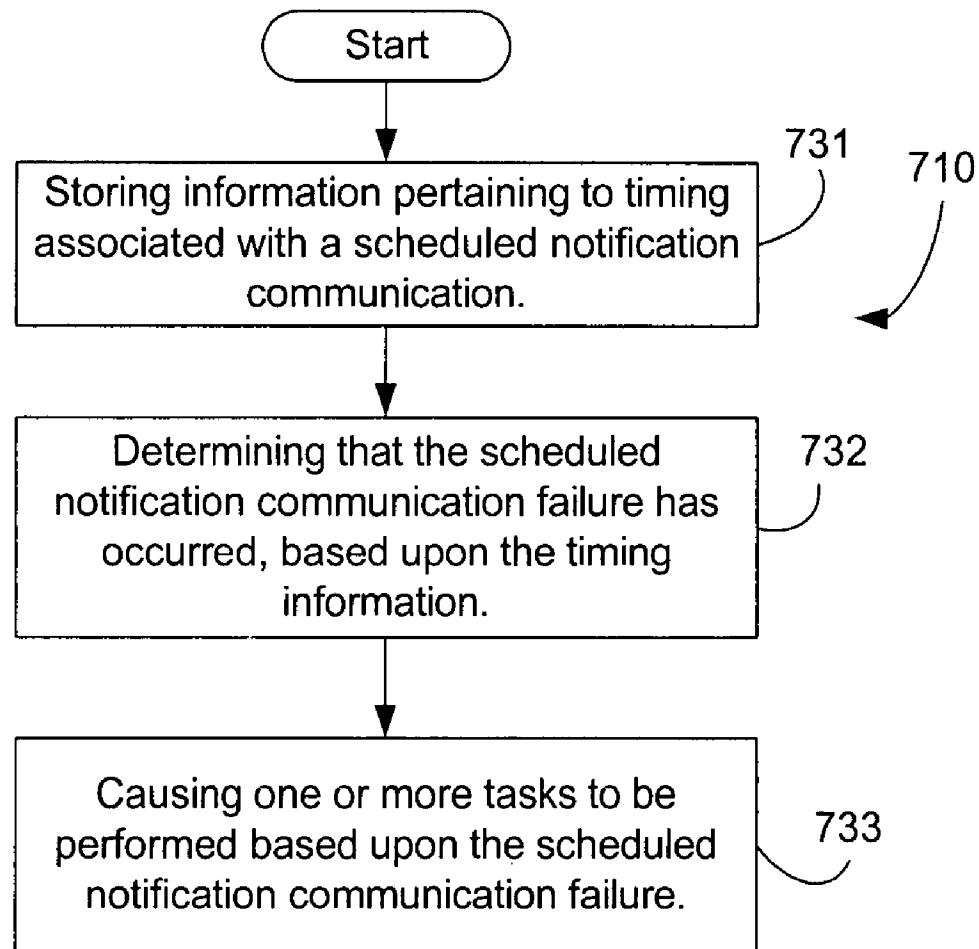 Start
731
710
Storing information pertaining to timing
associated with a scheduled notification
communication.
732
Determining that the scheduled
notification communication failure has
occurred, based upon the timing
information.
733
Causing one or more tasks to be
performed based upon the scheduled
notification communication failure.